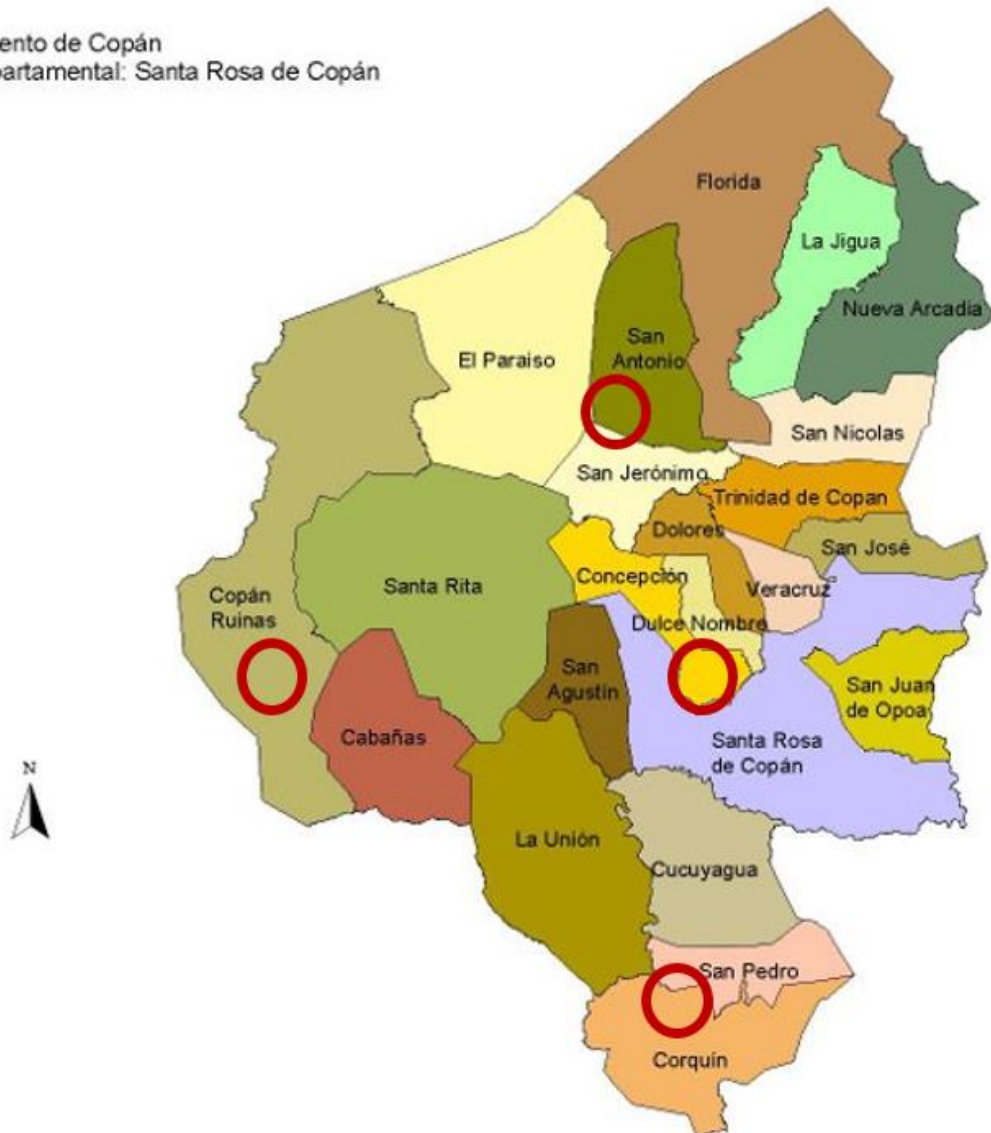 ento de Copán
partamental: Santa Rosa de Copán
Florida
La Jigua
Nueva Arcadia
San
Antonio
El Paraiso
San Nicolas
San Jerónimo
Trinidad de Copan
Dolores
San José
Concepción
Veracruz
Santa Rita
Copán
Ruinas
Dulce Nombre
San
Agustín
San Juan
de Opoa
Cabañas
Santa Rosa
de Copán
N
La Unión
Cucuyagua
San Pedro
Corquín